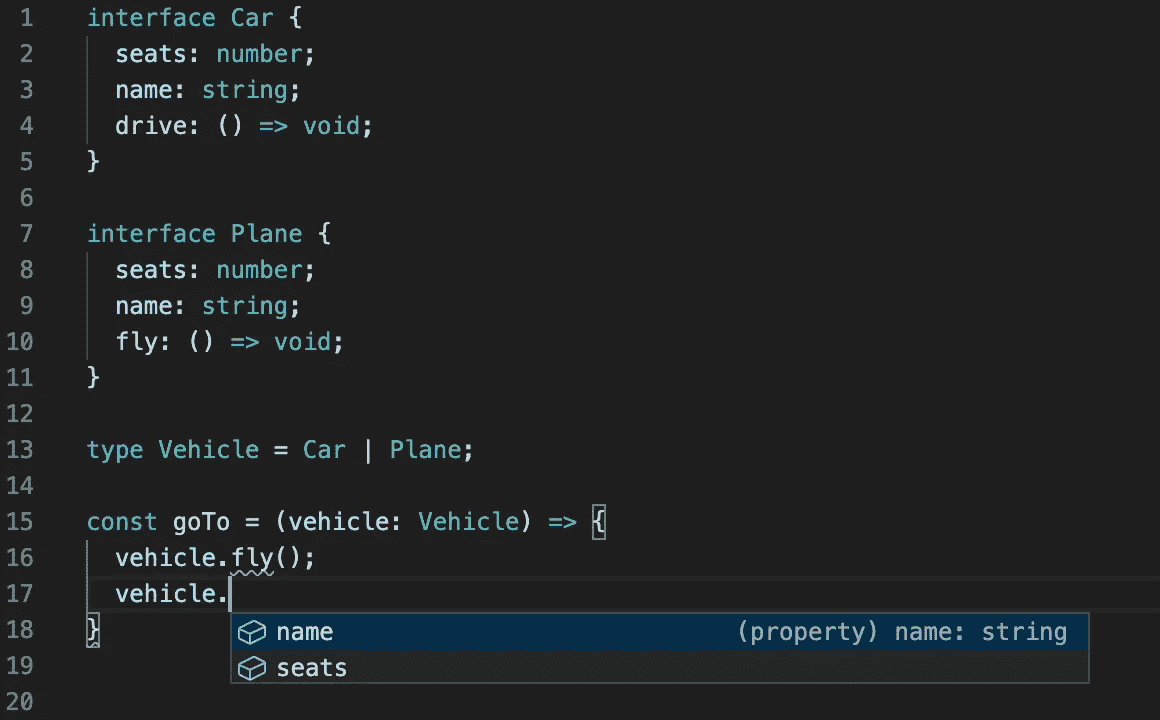 1 interface Car {
2 seats: number;
3 name: string;
4 drive: () => void;
5 }
6
7 interface Plane {
8 seats: number;
9 name: string;
10 fly: () => void;
11 }
12
13 type Vehicle = Car | Plane;
14
15 const goTo = (vehicle: Vehicle) => {
16 vehicle.fly();
17 vehicle.
18 }
name (property) name: string
19
seats
20